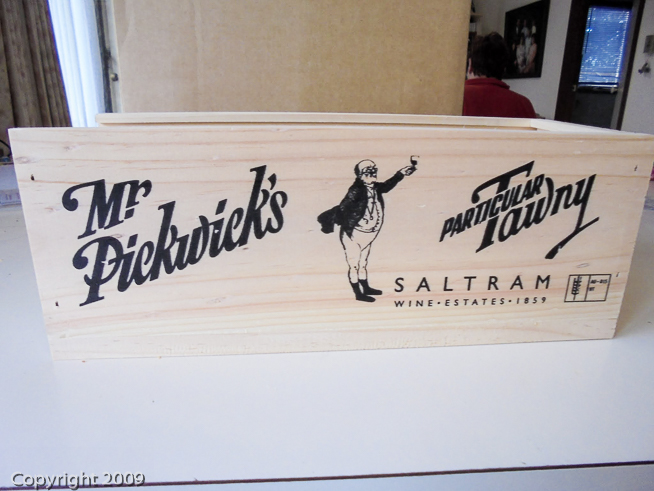 Mr
Pickwick's
PARTICULAR
Tawny
SALTRAM
WINE•ESTATES•1859
Copyright 2009